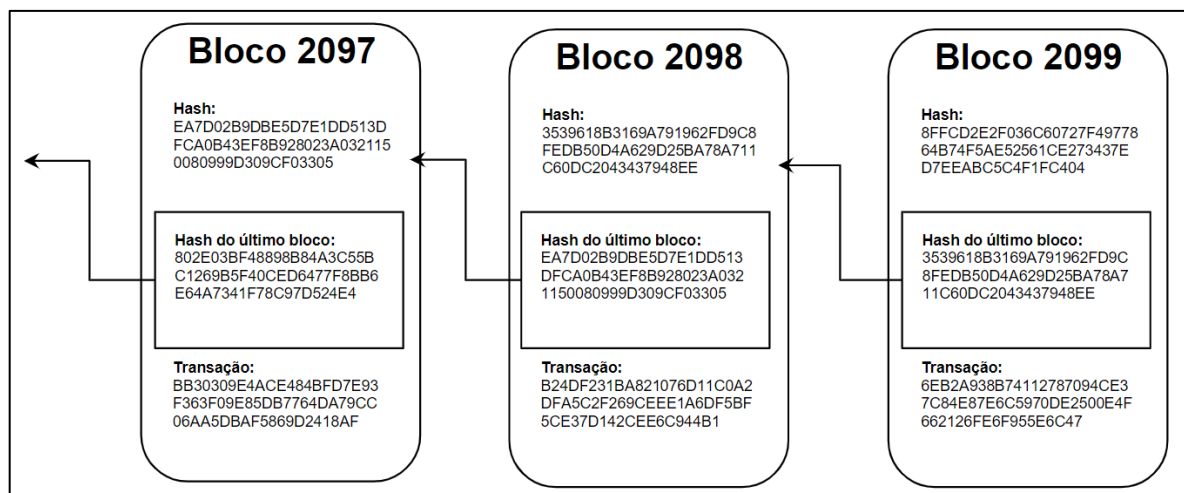 Bloco 2097
Hash:
EA7D02B9DBE5D7E1DD513D
FCA0B43EF8B928023A032115
0080999D309CF03305
Hash do último bloco:
802E03BF48898B84A3C55B
C1269B5F40CED6477F8BB6
E64A7341F78C97D524E4
Transação:
BB30309E4ACE484BFD7E93
F363F09E85DB7764DA79CC
06AA5DBAF5869D2418AF
Bloco 2098
Hash:
3539618B3169A791962FD9C8
FEDB50D4A629D25BA78A711
C60DC2043437948EE
Hash do último bloco:
EA7D02B9DBE5D7E1DD513
DFCA0B43EF8B928023A032
1150080999D309CF03305
Transação:
B24DF231BA821076D11C0A2
DFA5C2F269CEEE1A6DF5BF
5CE37D142CEE6C944B1
Bloco 2099
Hash:
8FFCD2E2F036C60727F49778
64B74F5AE52561CE273437E
D7EEABC5C4F1FC404
Hash do último bloco:
3539618B3169A791962FD9C
8FEDB50D4A629D25BA78A7
11C60DC2043437948EE
Transação:
6EB2A938B74112787094CE3
7C84E87E6C5970DE2500E4F
662126FE6F955E6C47